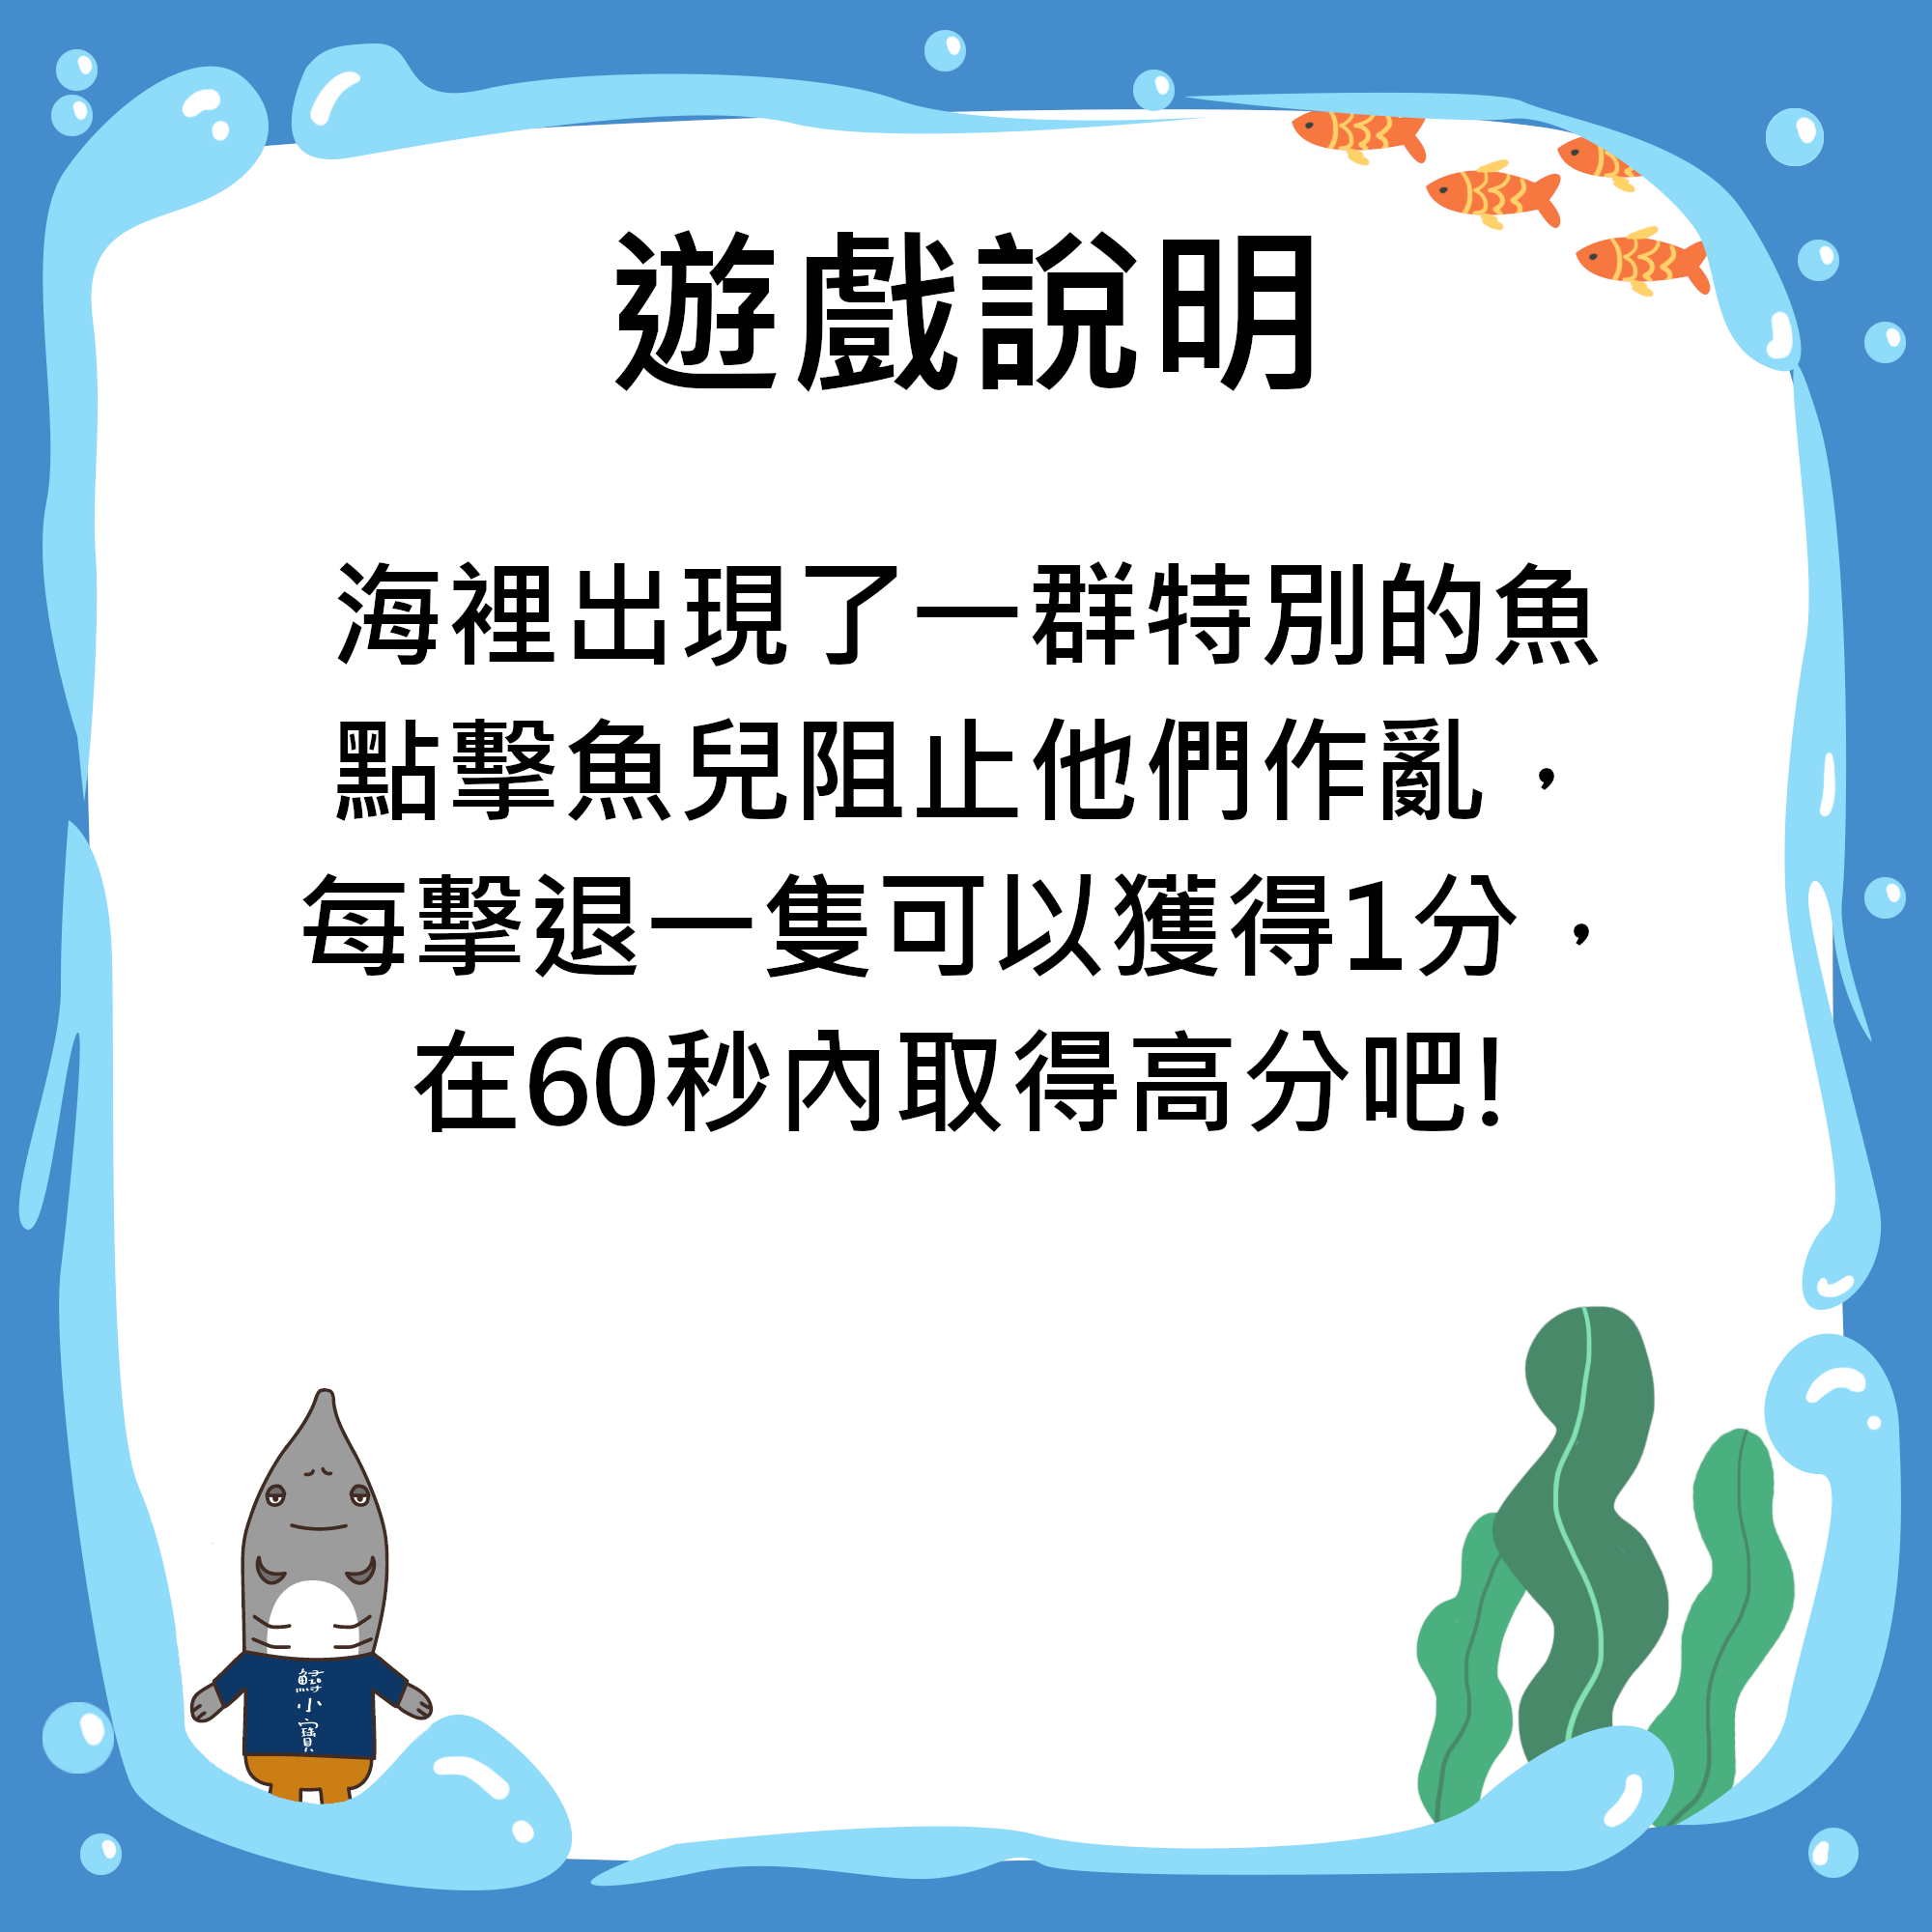 遊戲說明
海裡出現了一群特別的魚
點擊魚兒阻止他們作亂，
每擊退一隻可以獲得1分，
在60秒內取得高分吧!
鱘
小
寶